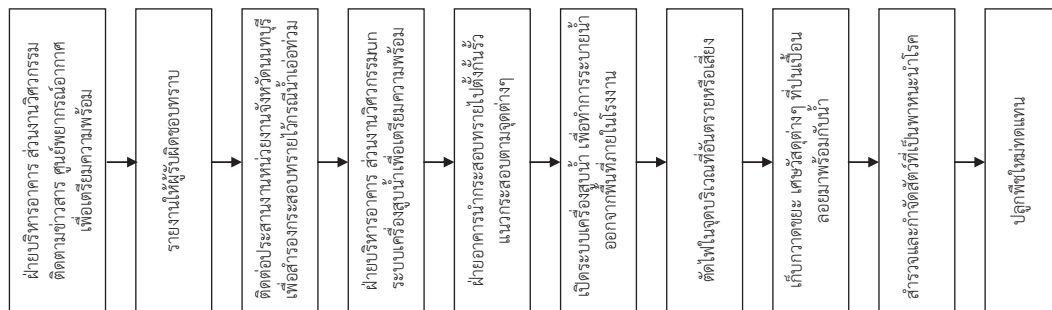 ฝ่ายบริหารอาคาร ส่วนงานวิศวกรรม
ติดตามข่าวสาร ศูนย์พยากรณ์อากาศ
เพื่อเตรียมความพร้อม
รายงานให้ผู้รับผิดชอบทราบ
ติดต่อประสานงานหน่วยงานจังหวัดนนทบุรี
เพื่อสำรองกระสอบทรายไว้กรณีน้ำเอ่อท่วม
ฝ่ายบริหารอาคาร ส่วนงานวิศวกรรมun
ระบบเครื่องสูบน้ำเพื่อเตรียมความพร้อม
ฝ่ายอาคารนำกระสอบทรายไปตั้งกันรั้ว
แนวกระสอบตามจุดต่างๆ
เปิดระบบเครื่องสูบน้ำ เพื่อทำการระบายน้ำ
ออกจากพื้นที่ภายในโรงงาน
ตัดไฟในจุดบริเวณที่อันตรายหรือเสี่ยง
เก็บกวาดขยะ เศษวัสดุต่างๆ ที่ปนเปื้อน
ลอยมาพร้อมกับน้ำ
สำรวจและกำจัดสัตว์ที่เป็นพาหนะนำโรค
ปลูกพืชใหม่ทดแทน